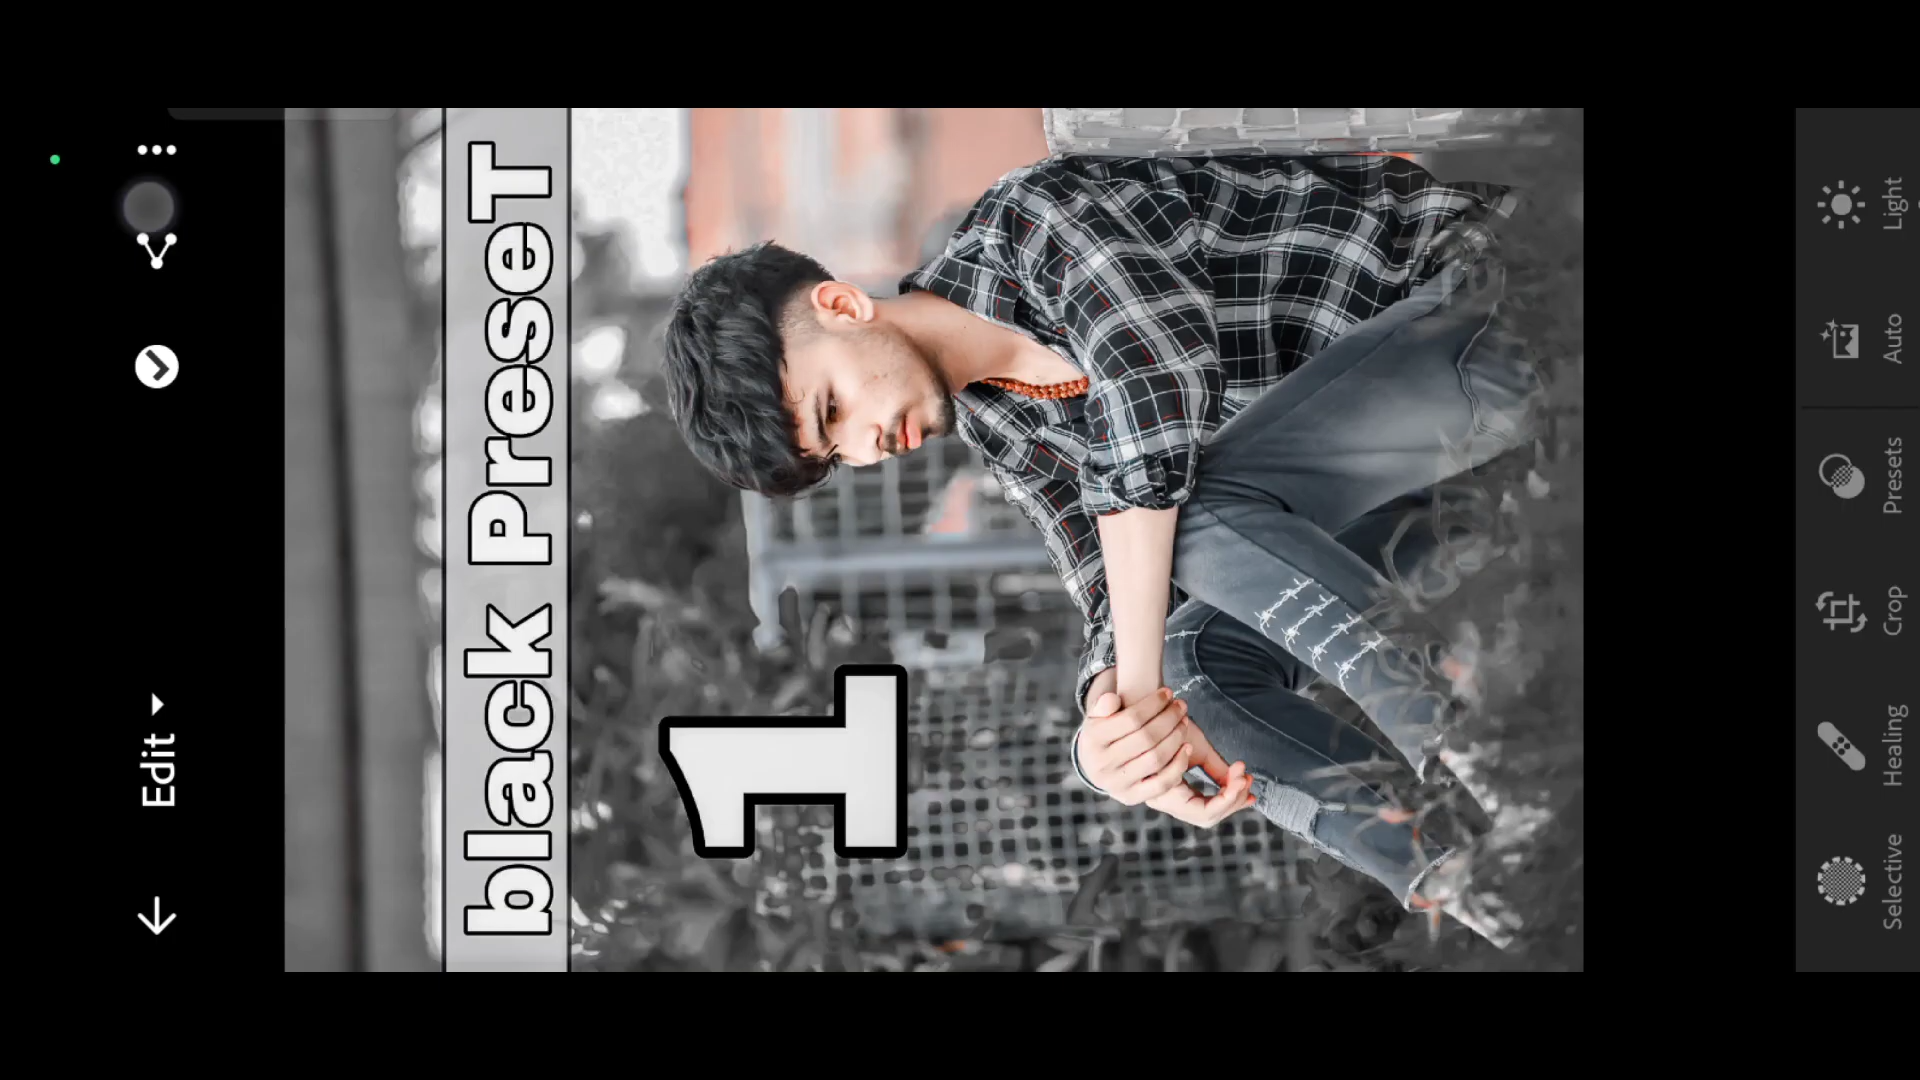 Edit
black PreseT
1
Selective
Healing
Crop
Presets
Auto
Light